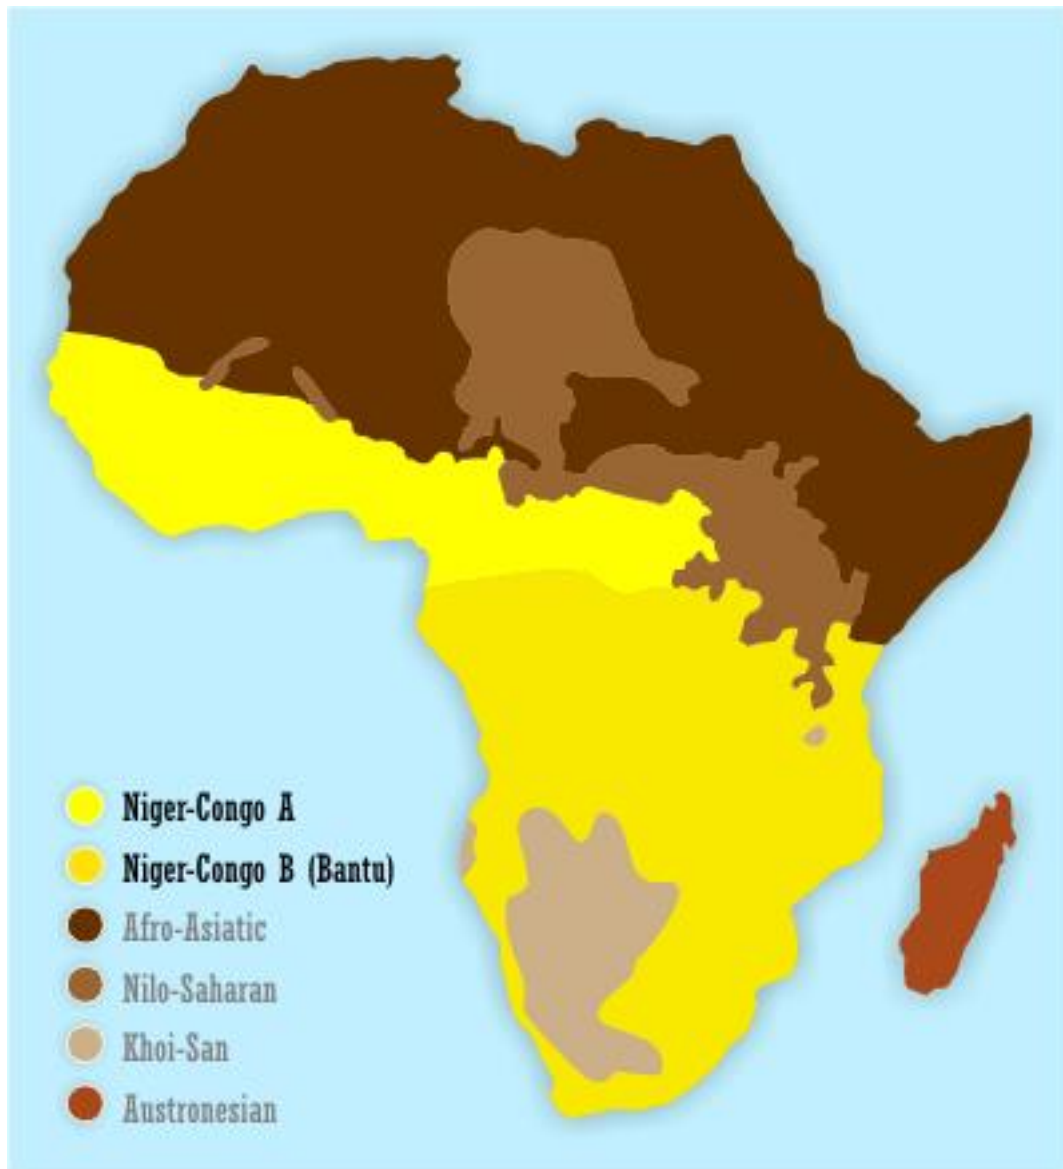 Niger-Congo A
Niger-Congo B (Bantu)
Afro-Asiatic
Nilo-Saharan
Khoi-San
Austronesian